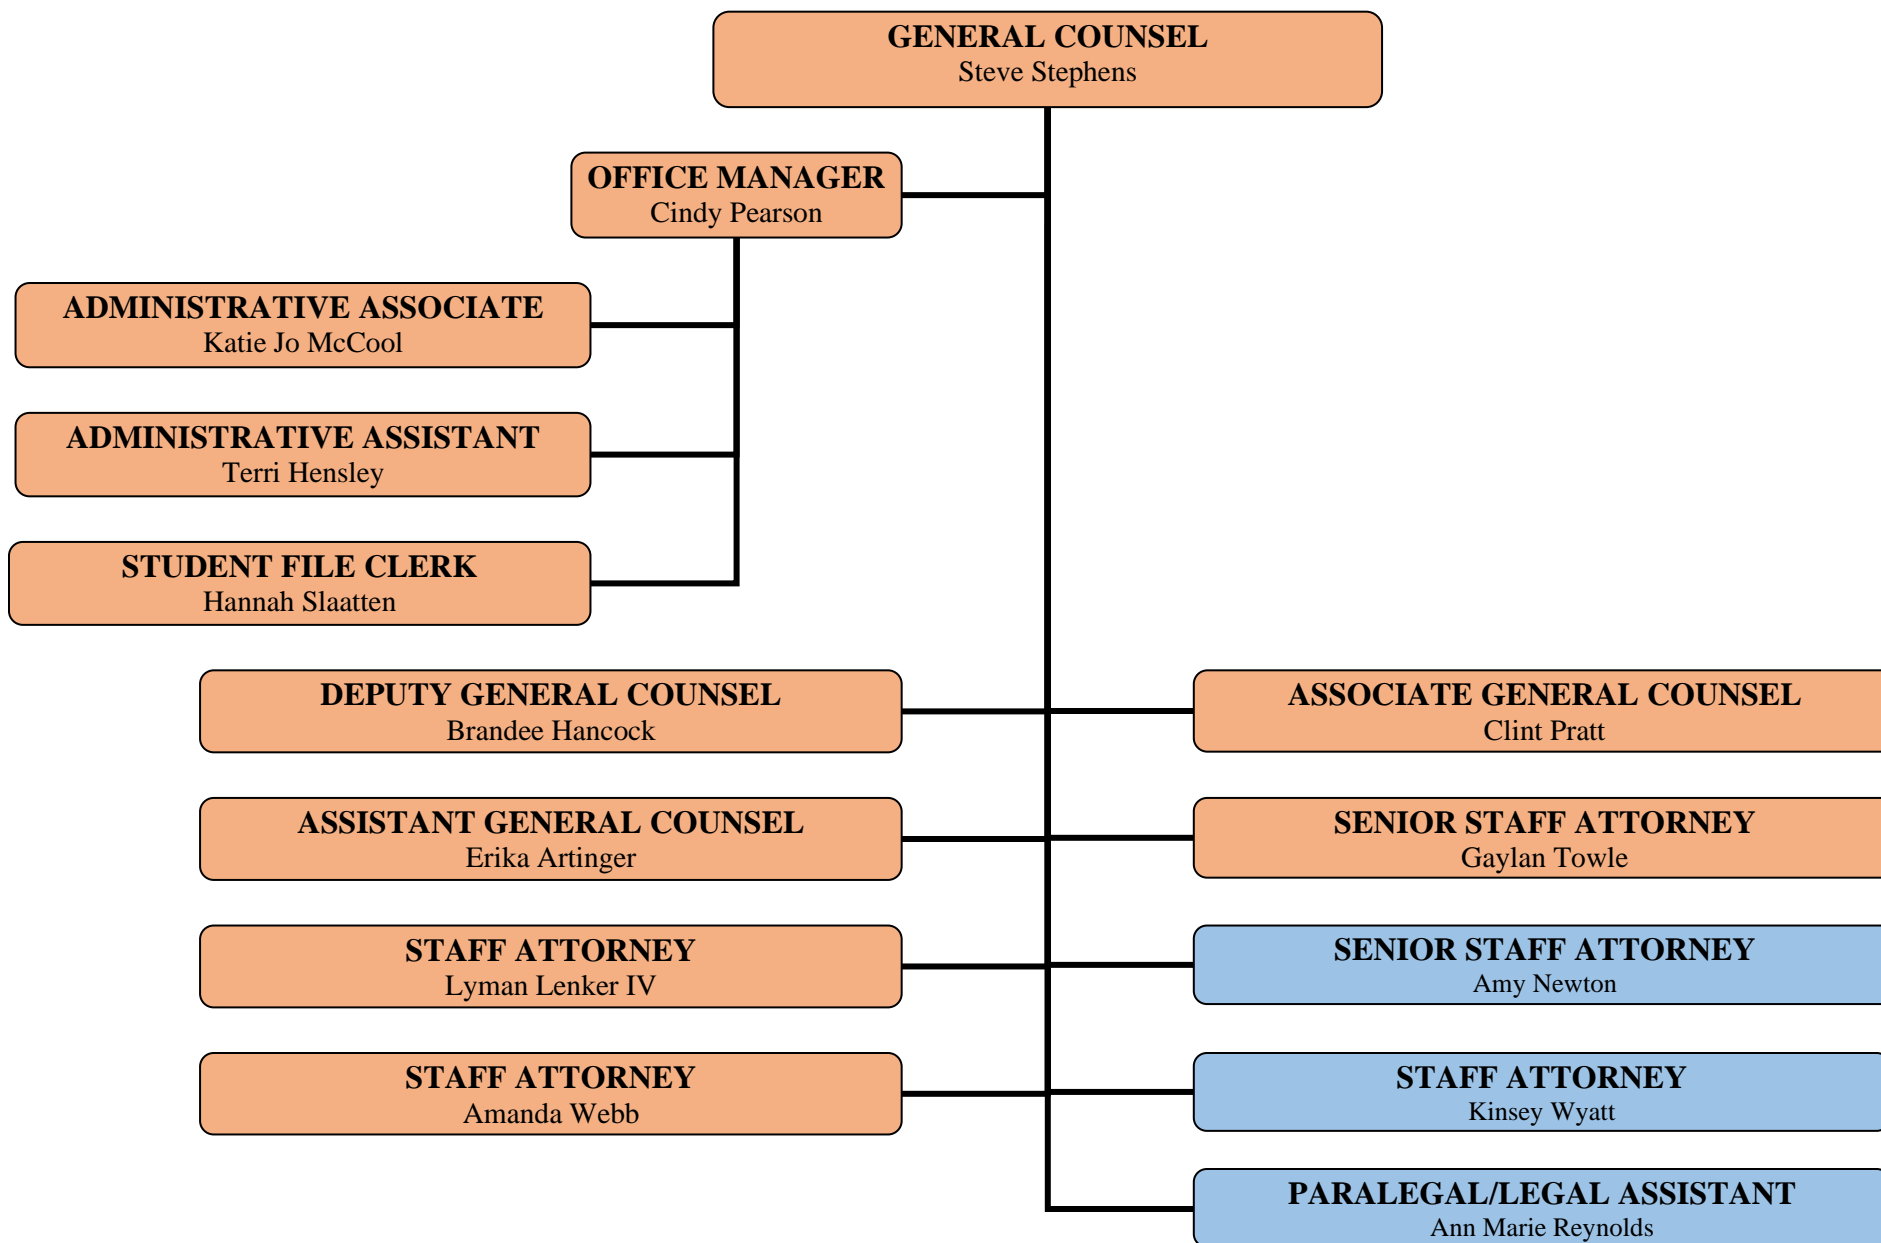 GENERAL COUNSEL
Steve Stephens
OFFICE MANAGER
Cindy Pearson
ADMINISTRATIVE ASSOCIATE
Katie Jo McCool
ADMINISTRATIVE ASSISTANT
Terri Hensley
STUDENT FILE CLERK
Hannah Slaatten
DEPUTY GENERAL COUNSEL
Brandee Hancock
ASSOCIATE GENERAL COUNSEL
Clint Pratt
ASSISTANT GENERAL COUNSEL
Erika Artinger
SENIOR STAFF ATTORNEY
Gaylan Towle
STAFF ATTORNEY
Lyman Lenker IV
SENIOR STAFF ATTORNEY
Amy Newton
STAFF ATTORNEY
Amanda Webb
STAFF ATTORNEY
Kinsey Wyatt
PARALEGAL/LEGAL ASSISTANT
Ann Marie Reynolds